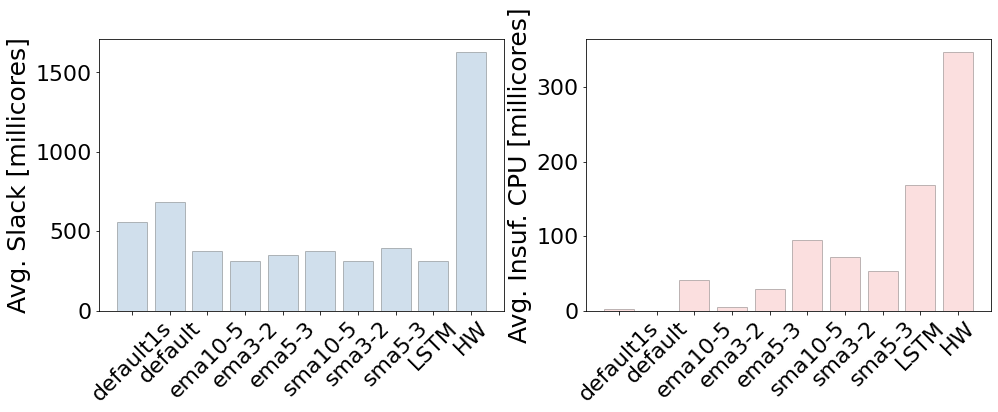 Avg. Slack [millicores]
1500
1000
500
0
default1s
default
ema10-5
ema3-2
ema5-3
sma10-5
sma3-2
sma5-3
LSTM
HW
Avg. Insuf. CPU [millicores]
300
200
100
0
default1s
default
ema10-5
ema3-2
ema5-3
sma10-5
sma3-2
sma5-3
LSTM
HW